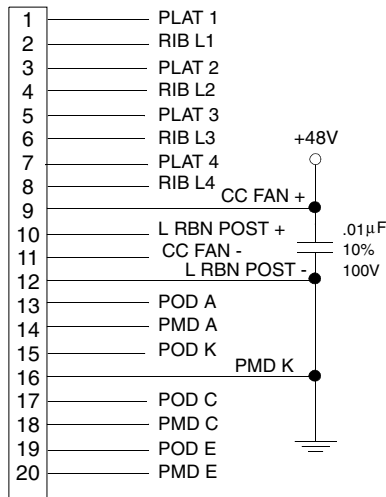 1 PLAT 1
2 RIB L1
3 PLAT 2
4 RIB L2
5 PLAT 3
6 RIB L3
+48V
7 PLAT 4
8 RIB L4
9 CC FAN +
10 L RBN POST +
.01μF
11 CC FAN -
10%
12 L RBN POST -
100V
13 POD A
14 PMD A
15 POD K
16 PMD K
17 POD C
18 PMD C
19 POD E
20 PMD E